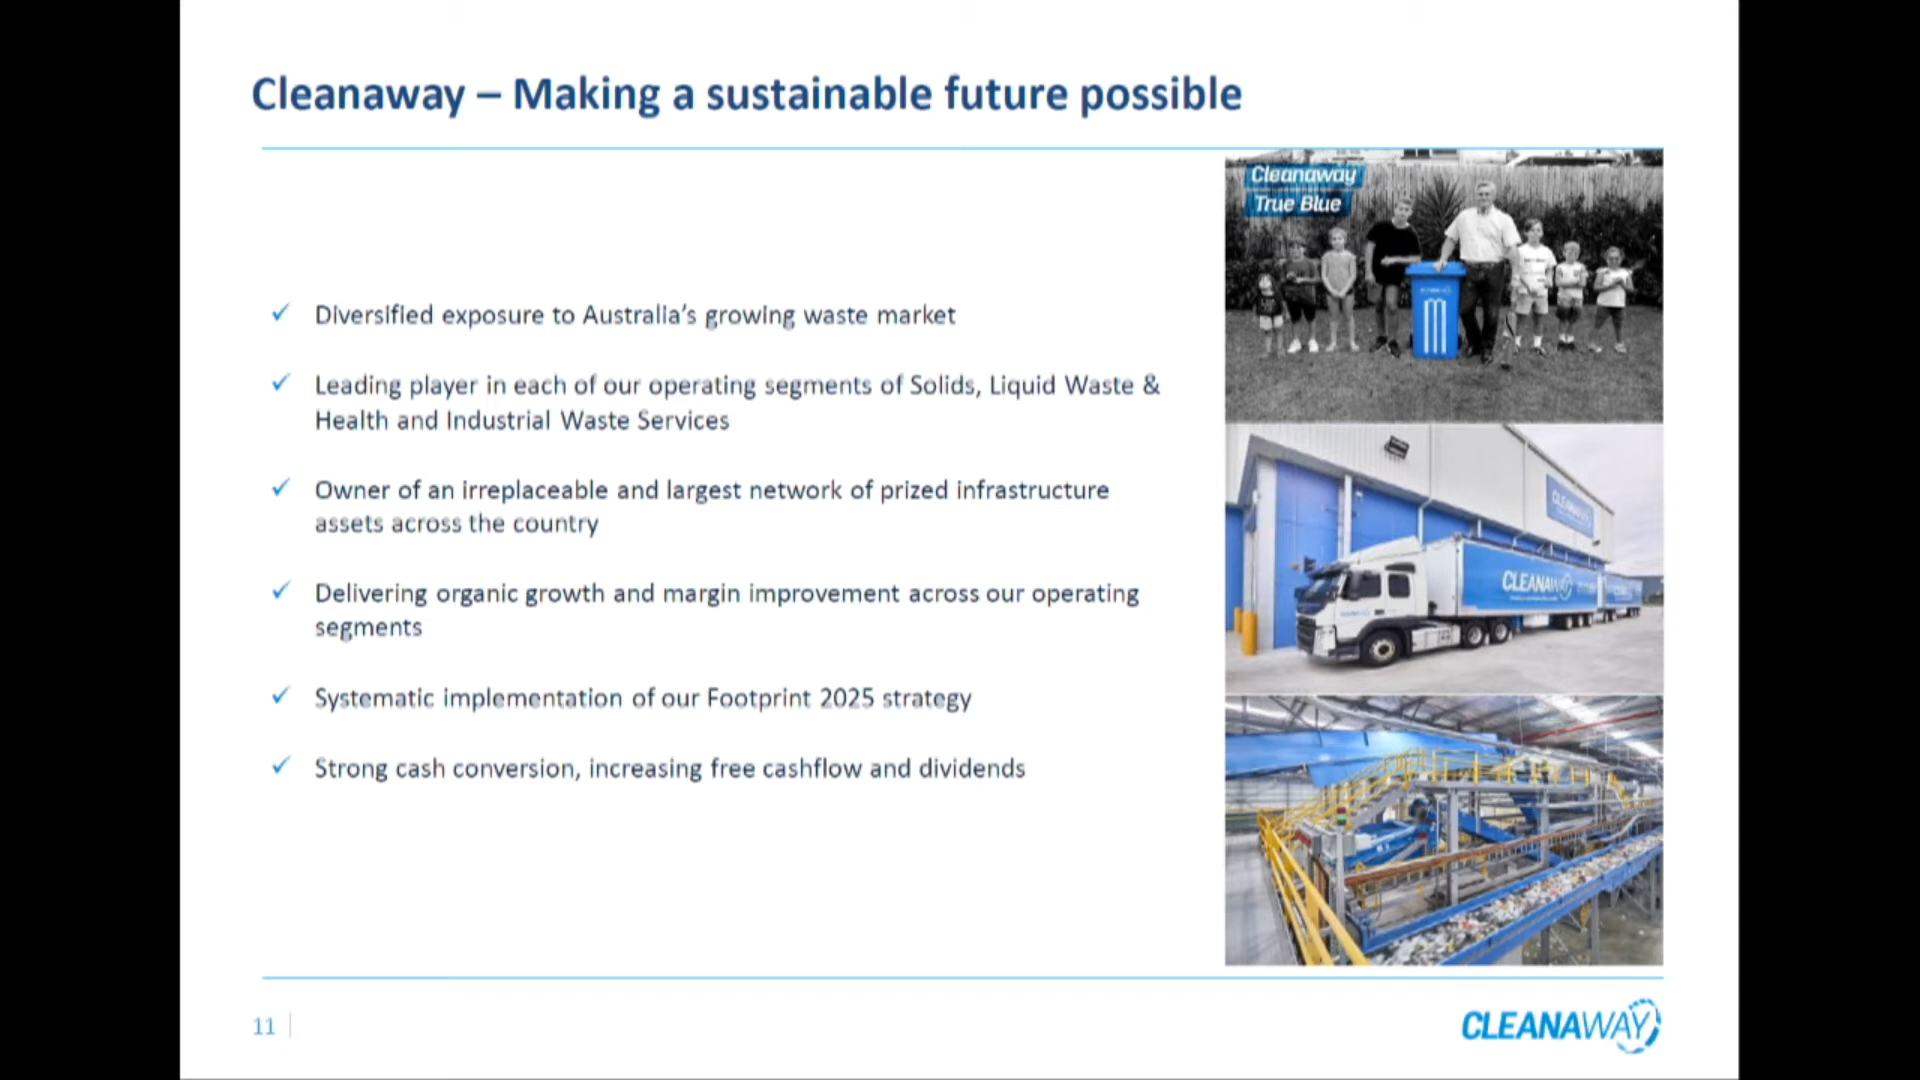 Cleanaway – Making a sustainable future possible
Cleanaway
True Blue
✓ Diversified exposure to Australia's growing waste market
✓ Leading player in each of our operating segments of Solids, Liquid Waste &
Health and Industrial Waste Services
✓ Owner of an irreplaceable and largest network of prized infrastructure
assets across the country
✓ Delivering organic growth and margin improvement across our operating
segments
✓ Systematic implementation of our Footprint 2025 strategy
✓ Strong cash conversion, increasing free cashflow and dividends
CLEANAWAY
CLEANAWAY
11
CLEANAWAY